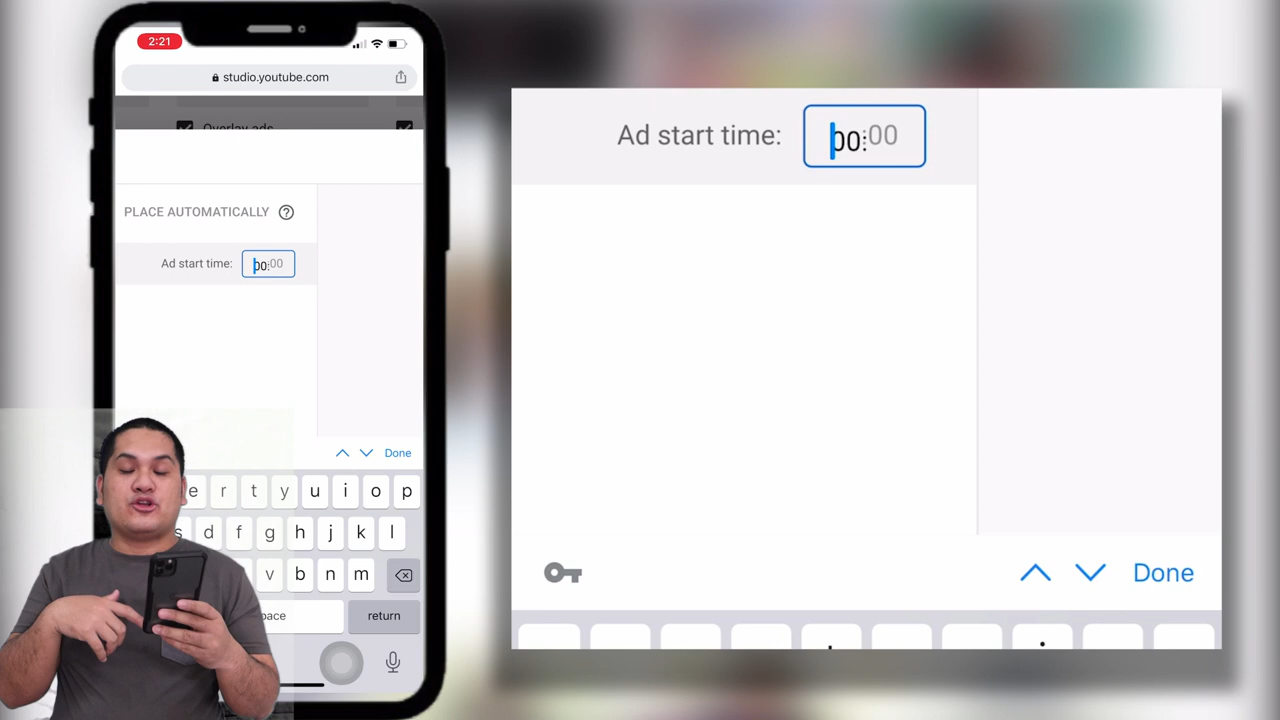 2:21
studio.youtube.com
Overlay ads
PLACE AUTOMATICALLY ?
Ad start time: 00:00
Done
e r t y u i o p
s d f g h j k l
v b n m
pace return
Ad start time: 00:00
Done